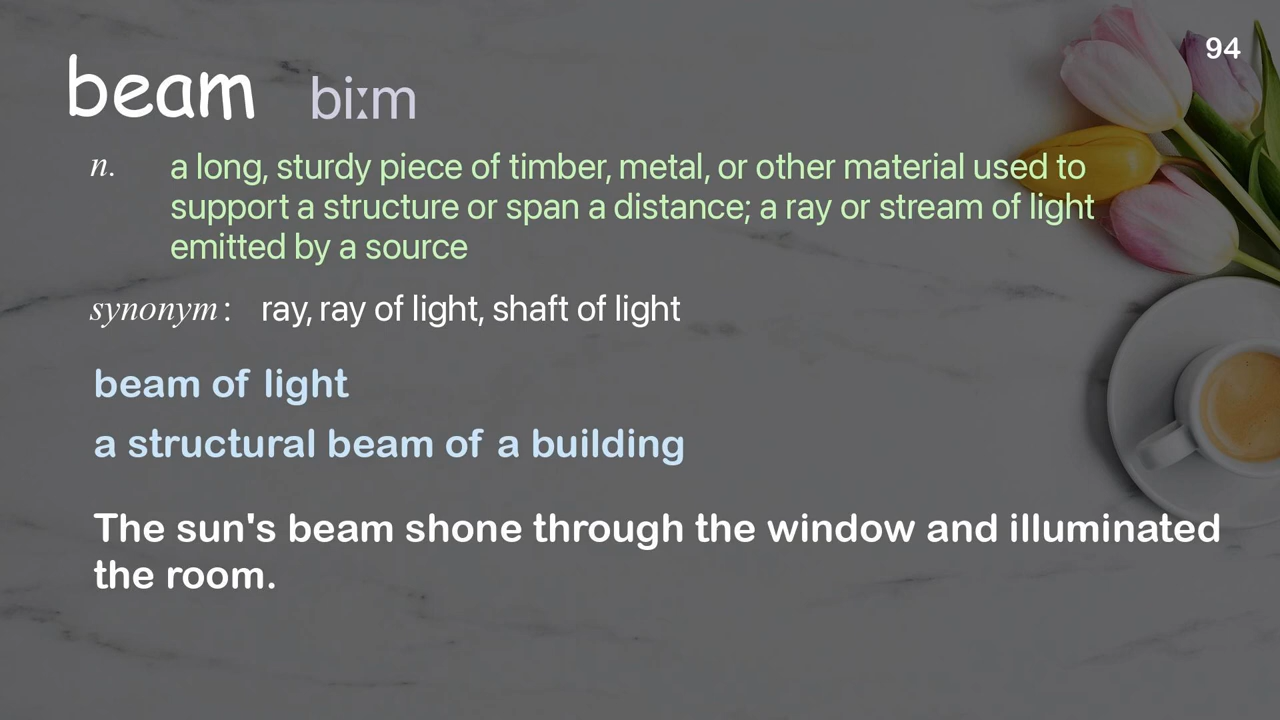 94
beam biːm
n. a long, sturdy piece of timber, metal, or other material used to
support a structure or span a distance; a ray or stream of light
emitted by a source
synonym: ray, ray of light, shaft of light
beam of light
a structural beam of a building
The sun's beam shone through the window and illuminated
the room.